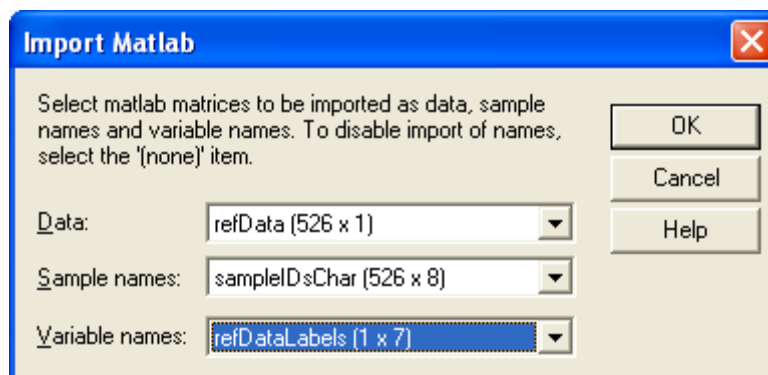 Import Matlab
Select matlab matrices to be imported as data, sample
names and variable names. To disable import of names,
select the '(none)' item.
OK
Cancel
Help
Data: refData (526 x 1)
Sample names: sampleIDsChar (526 x 8)
Variable names: refDataLabels (1 x 7)